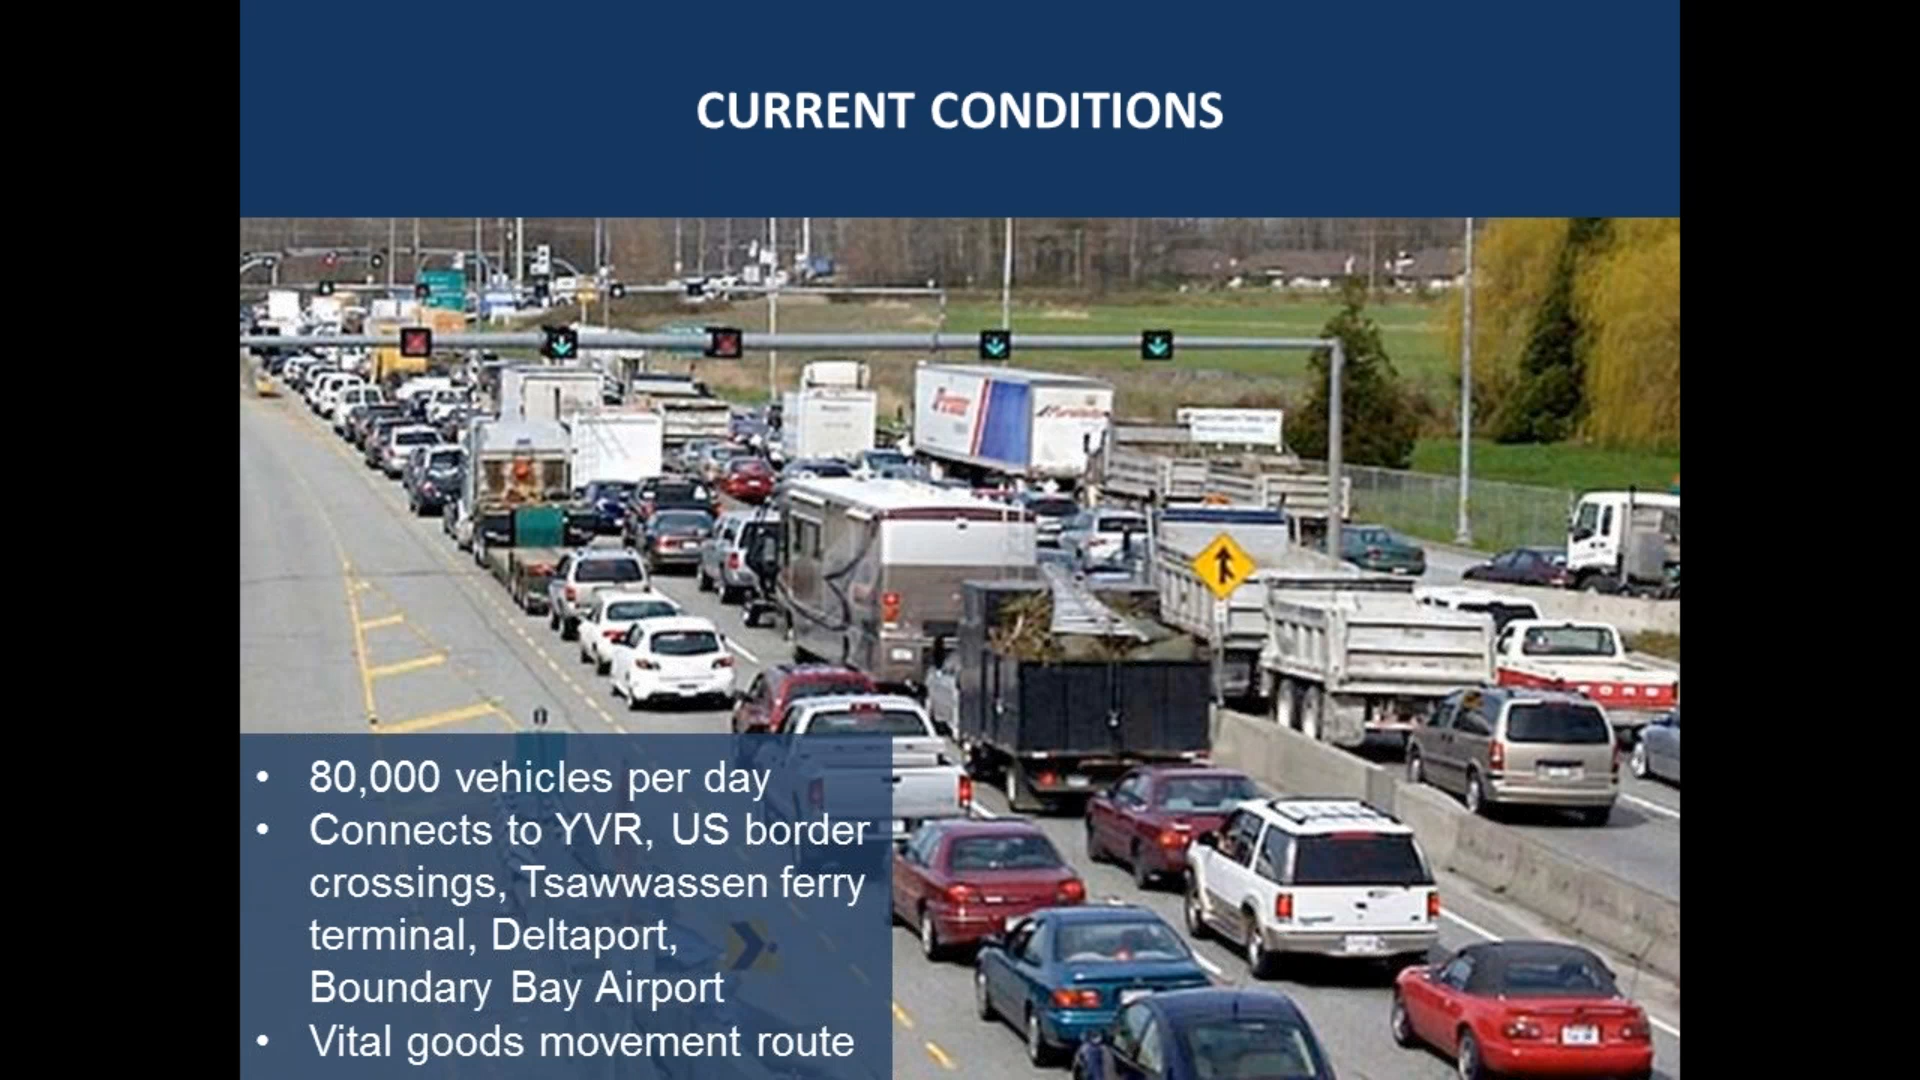 CURRENT CONDITIONS
• 80,000 vehicles per day
• Connects to YVR, US border
crossings, Tsawwassen ferry
terminal, Deltaport,
Boundary Bay Airport
• Vital goods movement route
FORD